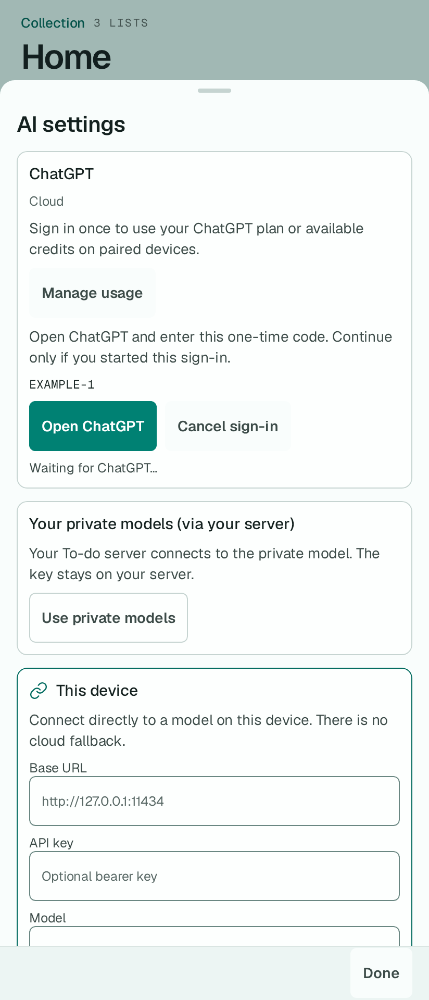 Collection 3 LISTS
Home
AI settings
ChatGPT
Cloud
Sign in once to use your ChatGPT plan or available
credits on paired devices.
Manage usage
Open ChatGPT and enter this one-time code. Continue
only if you started this sign-in.
EXAMPLE-1
Open ChatGPT Cancel sign-in
Waiting for ChatGPT…
Your private models (via your server)
Your To-do server connects to the private model. The
key stays on your server.
Use private models
This device
Connect directly to a model on this device. There is no
cloud fallback.
Base URL
http://127.0.0.1:11434
API key
Optional bearer key
Model
Done